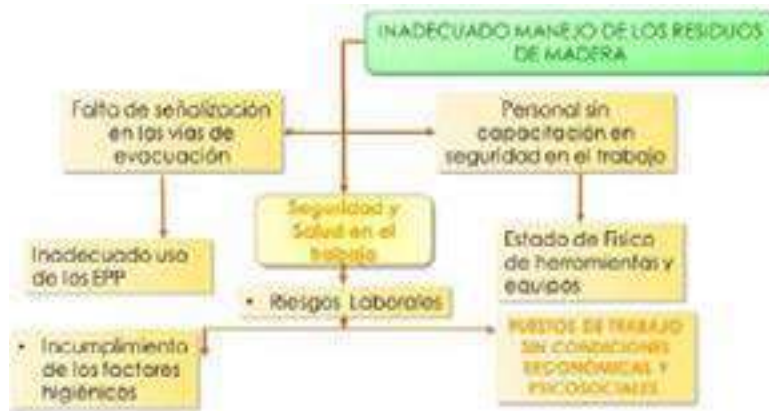 INADECUADO MANEJO DE LOS RESIDUOS
DE MADERA
Falta de señalización
en las vías de
evacuación
Personal sin
capacitación en
seguridad en el trabajo
Seguridad y
Salud en el
trabajo
Inadecuado uso
de los EPP
Estado de Física
de herramientas y
equipos
• Riesgos Laborales
• Incumplimiento
de los factores
higiénicos
PUESTOS DE TRABAJO
SIN CONDICIONES
ERGONÓMICAS Y
PSICOSOCIALES